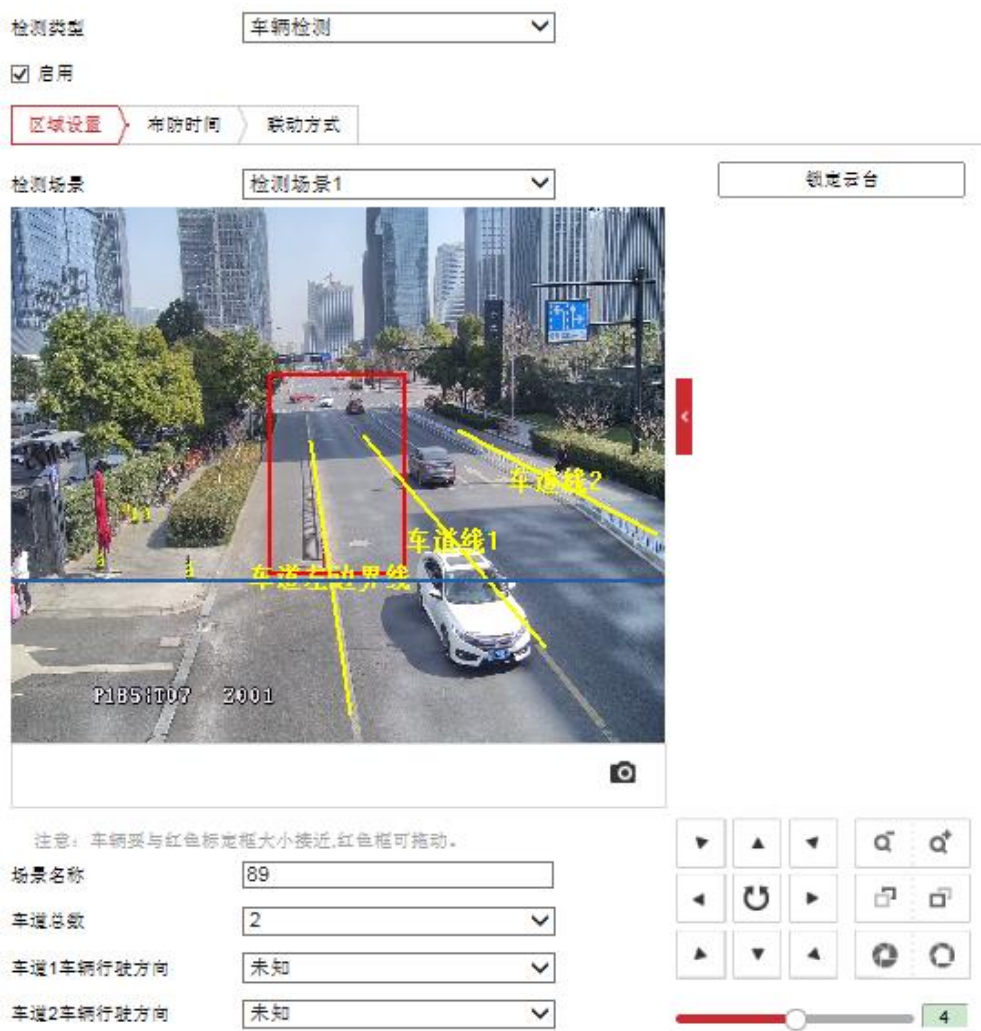 检测类型 车辆检测
启用
区域设置 布防时间 联动方式
检测场景 检测场景1 锁定云台
车道线2
车道线1
车道左边界线
注意：车辆要与红色标定框大小接近,红色框可拖动。
场景名称 89
车道总数 2
车道1车辆行驶方向 未知
车道2车辆行驶方向 未知
4